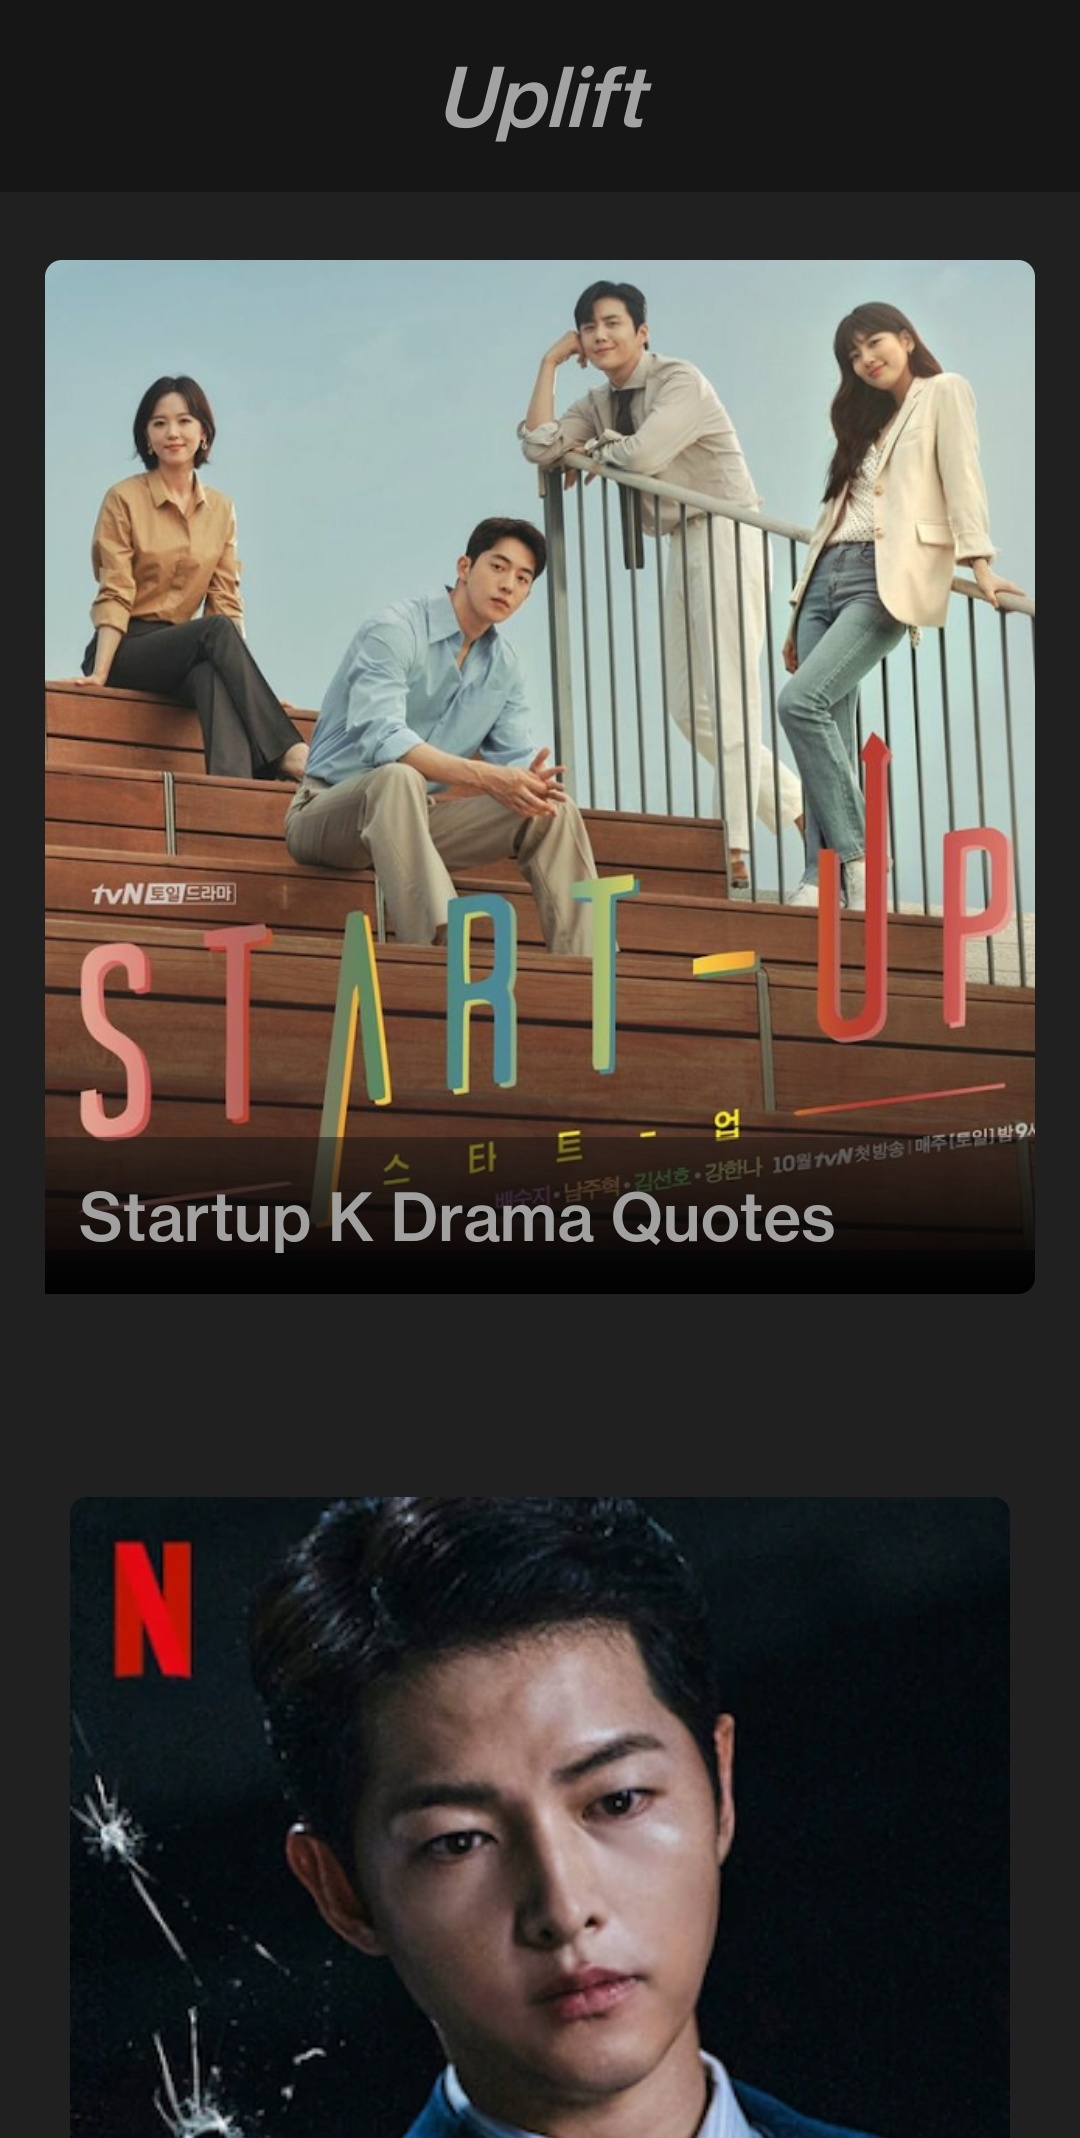 Uplift
tvN 토일드라마
START-UP
스타트-업
배수지·남주혁·김선호·강한나 10월 tvN 첫방송 | 매주 [토일] 밤 9시
Startup K Drama Quotes
N